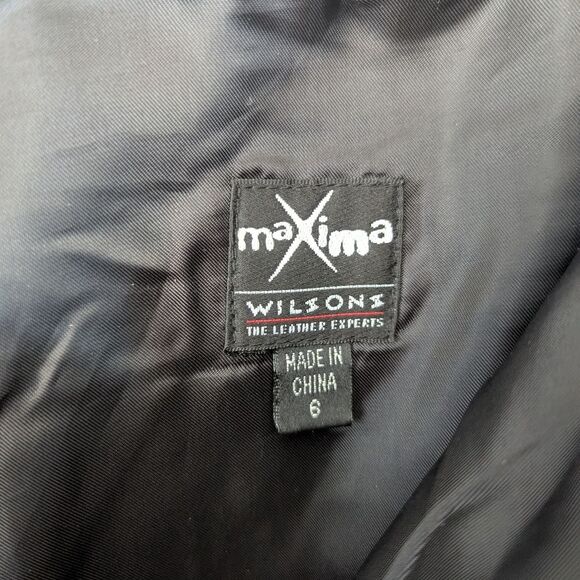 maXima
WILSONS
THE LEATHER EXPERTS
MADE IN
CHINA
6